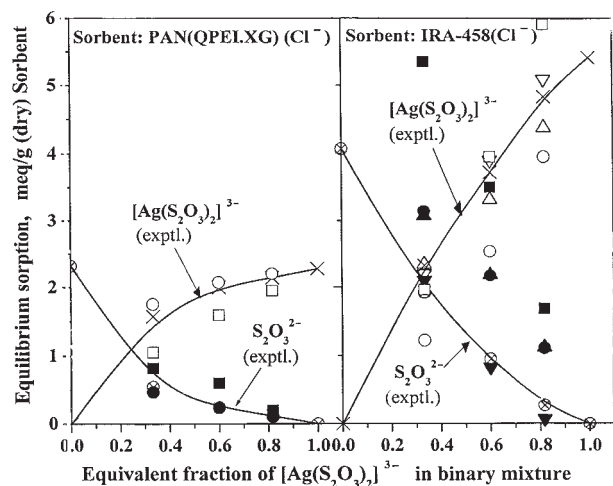 Sorbent: PAN(QPEI.XG) (Cl⁻)
Sorbent: IRA-458(Cl⁻)
Equilibrium sorption, meq/g (dry) Sorbent
6
5
4
3
2
1
0
[Ag(S₂O₃)₂]³⁻
(exptl.)
S₂O₃²⁻
(exptl.)
[Ag(S₂O₃)₂]³⁻
(exptl.)
S₂O₃²⁻
(exptl.)
0.0 0.2 0.4 0.6 0.8 1.0 0.0 0.2 0.4 0.6 0.8 1.0
Equivalent fraction of [Ag(S₂O₃)₂]³⁻ in binary mixture